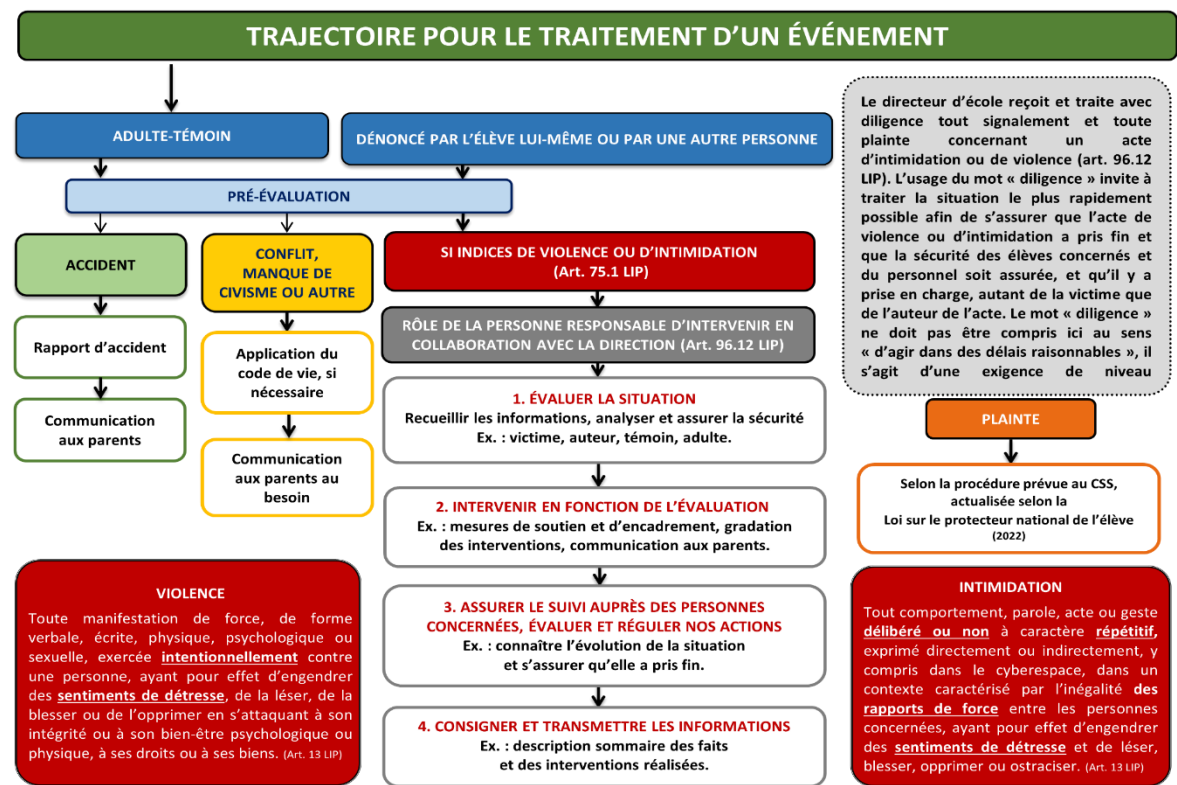 TRAJECTOIRE POUR LE TRAITEMENT D’UN ÉVÉNEMENT
ADULTE-TÉMOIN
DÉNONCÉ PAR L’ÉLÈVE LUI-MÊME OU PAR UNE AUTRE PERSONNE
PRÉ-ÉVALUATION
ACCIDENT
Rapport d’accident
Communication
aux parents
CONFLIT,
MANQUE DE
CIVISME OU AUTRE
Application du
code de vie, si
nécessaire
Communication
aux parents au
besoin
SI INDICES DE VIOLENCE OU D’INTIMIDATION
(Art. 75.1 LIP)
RÔLE DE LA PERSONNE RESPONSABLE D’INTERVENIR EN
COLLABORATION AVEC LA DIRECTION (Art. 96.12 LIP)
1. ÉVALUER LA SITUATION
Recueillir les informations, analyser et assurer la sécurité
Ex. : victime, auteur, témoin, adulte.
2. INTERVENIR EN FONCTION DE L’ÉVALUATION
Ex. : mesures de soutien et d’encadrement, gradation
des interventions, communication aux parents.
3. ASSURER LE SUIVI AUPRÈS DES PERSONNES
CONCERNÉES, ÉVALUER ET RÉGULER NOS ACTIONS
Ex. : connaître l’évolution de la situation
et s’assurer qu’elle a pris fin.
4. CONSIGNER ET TRANSMETTRE LES INFORMATIONS
Ex. : description sommaire des faits
et des interventions réalisées.
Le directeur d’école reçoit et traite avec
diligence tout signalement et toute
plainte concernant un acte
d’intimidation ou de violence (art. 96.12
LIP). L’usage du mot « diligence » invite à
traiter la situation le plus rapidement
possible afin de s’assurer que l’acte de
violence ou d’intimidation a pris fin et
que la sécurité des élèves concernés et
du personnel soit assurée, et qu’il y a
prise en charge, autant de la victime que
de l’auteur de l’acte. Le mot « diligence »
ne doit pas être compris ici au sens
« d’agir dans des délais raisonnables », il
s’agit d’une exigence de niveau
PLAINTE
Selon la procédure prévue au CSS,
actualisée selon la
Loi sur le protecteur national de l’élève
(2022)
VIOLENCE
Toute manifestation de force, de forme
verbale, écrite, physique, psychologique ou
sexuelle, exercée intentionnellement contre
une personne, ayant pour effet d’engendrer
des sentiments de détresse, de la léser, de la
blesser ou de l’opprimer en s’attaquant à son
intégrité ou à son bien-être psychologique ou
physique, à ses droits ou à ses biens. (Art. 13 LIP)
INTIMIDATION
Tout comportement, parole, acte ou geste
délibéré ou non à caractère répétitif,
exprimé directement ou indirectement, y
compris dans le cyberespace, dans un
contexte caractérisé par l’inégalité des
rapports de force entre les personnes
concernées, ayant pour effet d’engendrer
des sentiments de détresse et de léser,
blesser, opprimer ou ostraciser. (Art. 13 LIP)